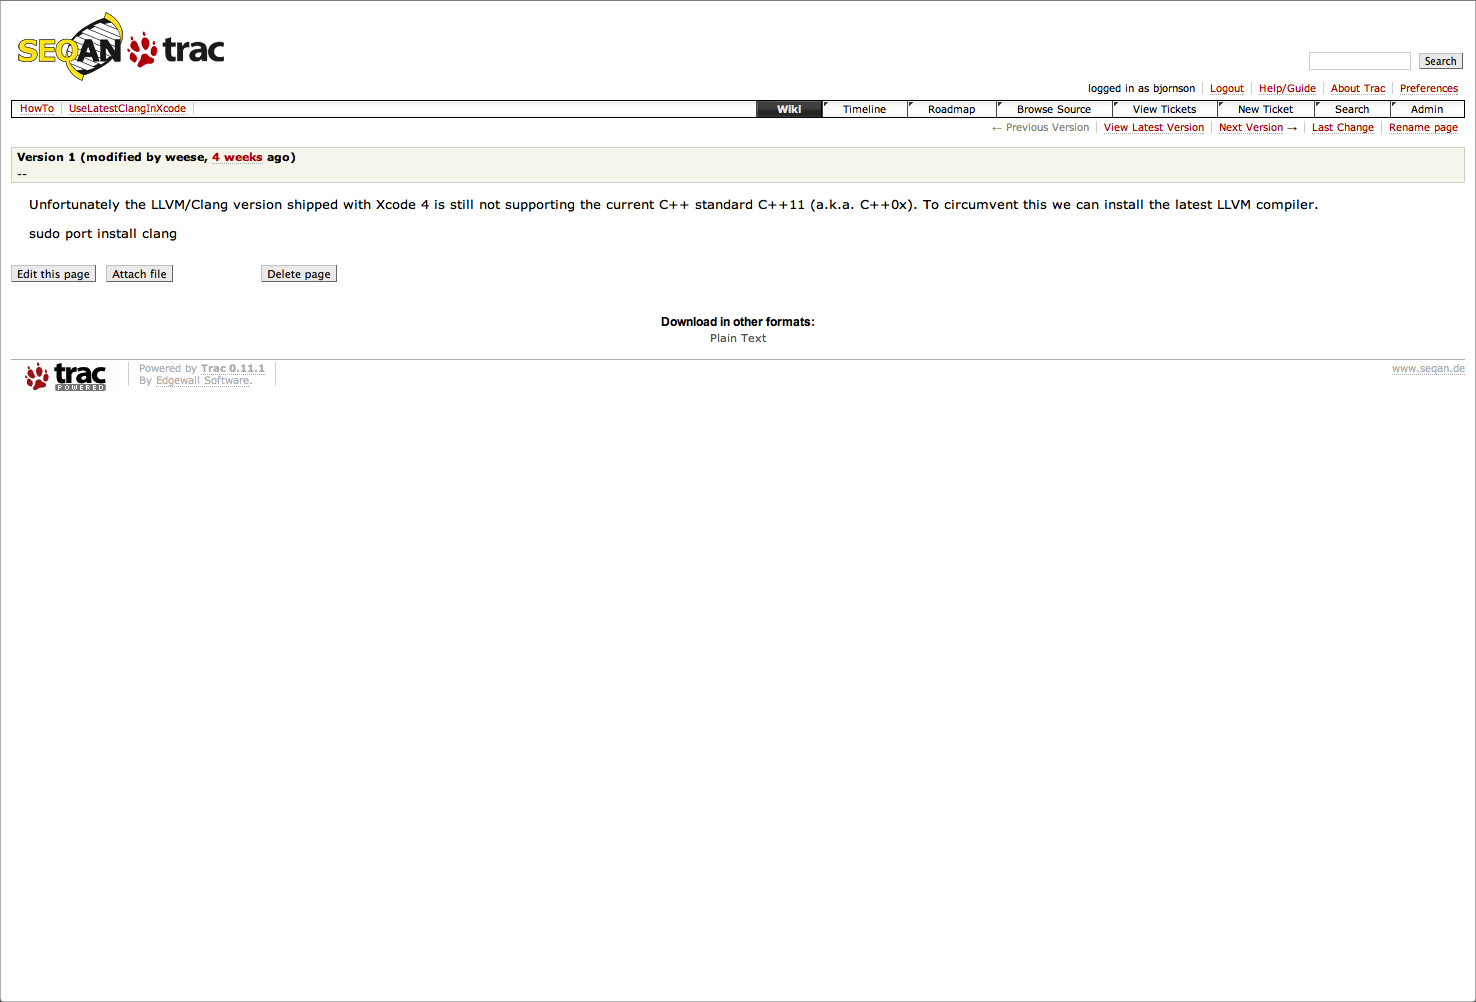 SEQAN trac
Search
logged in as bjornson Logout Help/Guide About Trac Preferences
HowTo UseLatestClangInXcode Wiki Timeline Roadmap Browse Source View Tickets New Ticket Search Admin
← Previous Version View Latest Version Next Version → Last Change Rename page
Version 1 (modified by weese, 4 weeks ago)
--
Unfortunately the LLVM/Clang version shipped with Xcode 4 is still not supporting the current C++ standard C++11 (a.k.a. C++0x). To circumvent this we can install the latest LLVM compiler.
sudo port install clang
Edit this page Attach file Delete page
Download in other formats:
Plain Text
trac POWERED
Powered by Trac 0.11.1
By Edgewall Software.
www.seqan.de